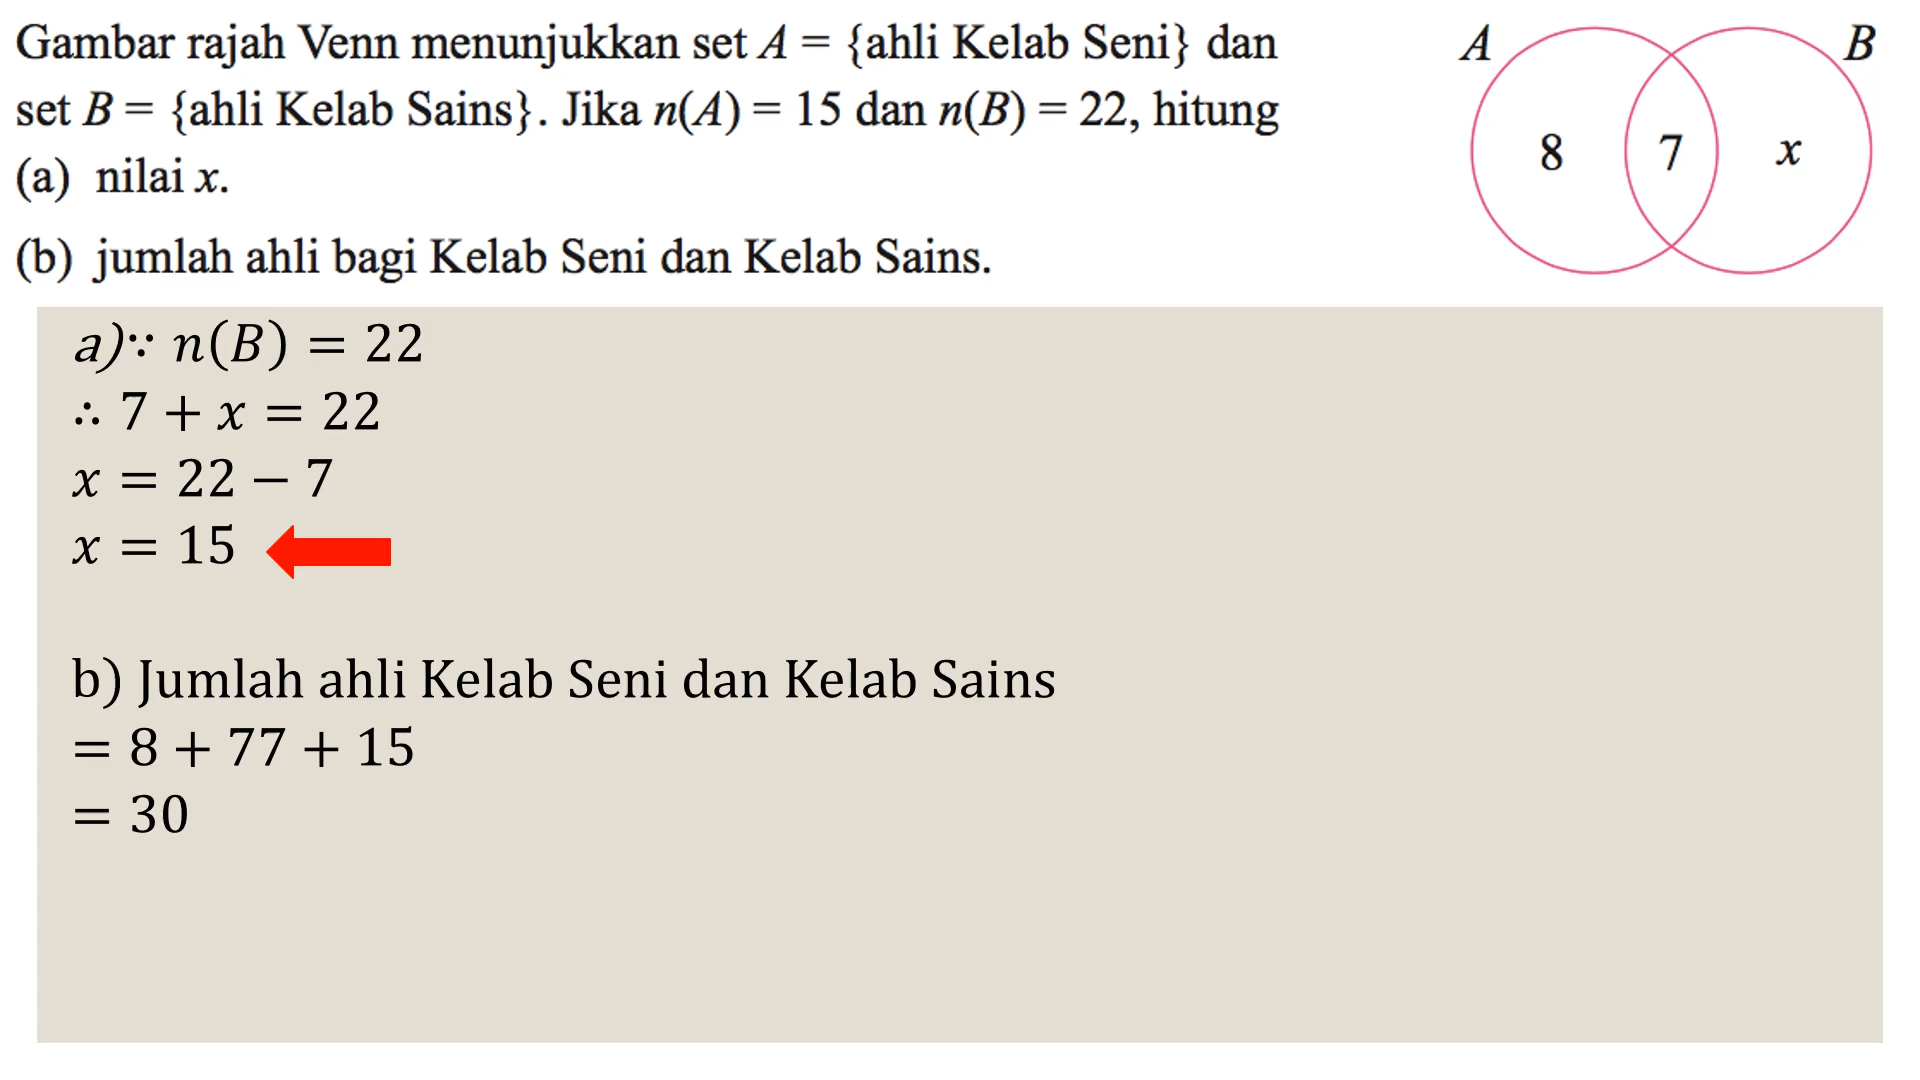 Gambar rajah Venn menunjukkan set A = {ahli Kelab Seni} dan
set B = {ahli Kelab Sains}. Jika n(A) = 15 dan n(B) = 22, hitung
(a) nilai x.
(b) jumlah ahli bagi Kelab Seni dan Kelab Sains.
A B
8 7 x
a)∵ n(B) = 22
∴ 7 + x = 22
x = 22 − 7
x = 15
b) Jumlah ahli Kelab Seni dan Kelab Sains
= 8 + 77 + 15
= 30